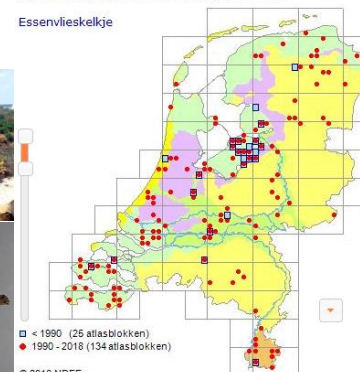 Essenvlieskelkje
< 1990 (25 atlasblokken)
1990 - 2018 (134 atlasblokken)